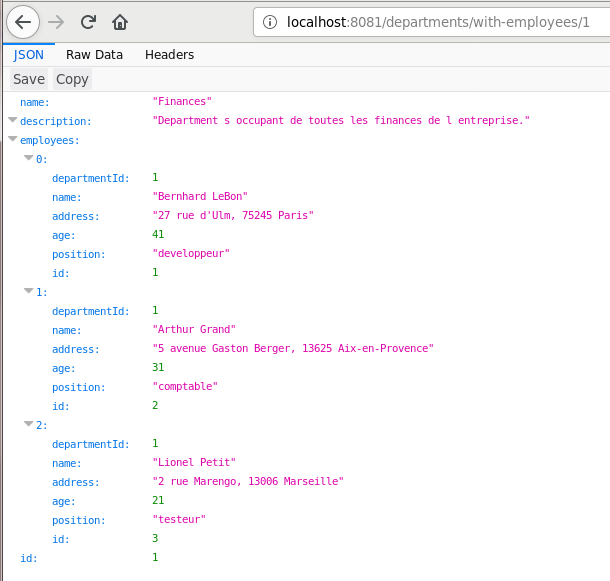 localhost:8081/departments/with-employees/1
JSON Raw Data Headers
Save Copy
name: "Finances"
description: "Department s occupant de toutes les finances de l entreprise."
employees:
0:
departmentId: 1
name: "Bernhard LeBon"
address: "27 rue d'Ulm, 75245 Paris"
age: 41
position: "developpeur"
id: 1
1:
departmentId: 1
name: "Arthur Grand"
address: "5 avenue Gaston Berger, 13625 Aix-en-Provence"
age: 31
position: "comptable"
id: 2
2:
departmentId: 1
name: "Lionel Petit"
address: "2 rue Marengo, 13006 Marseille"
age: 21
position: "testeur"
id: 3
id: 1